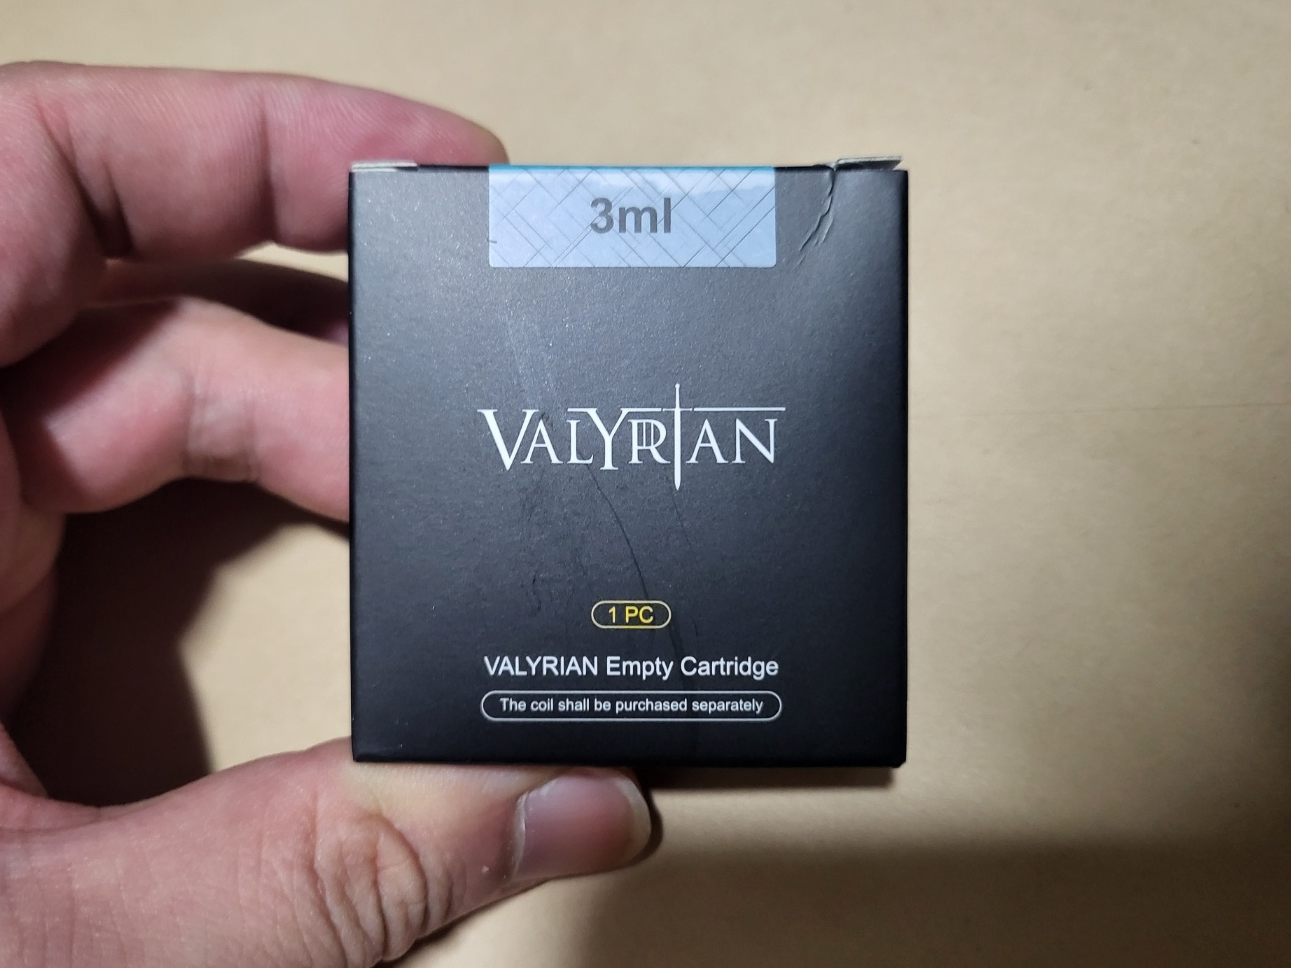 3ml
VALYRIAN
1 PC
VALYRIAN Empty Cartridge
The coil shall be purchased separately